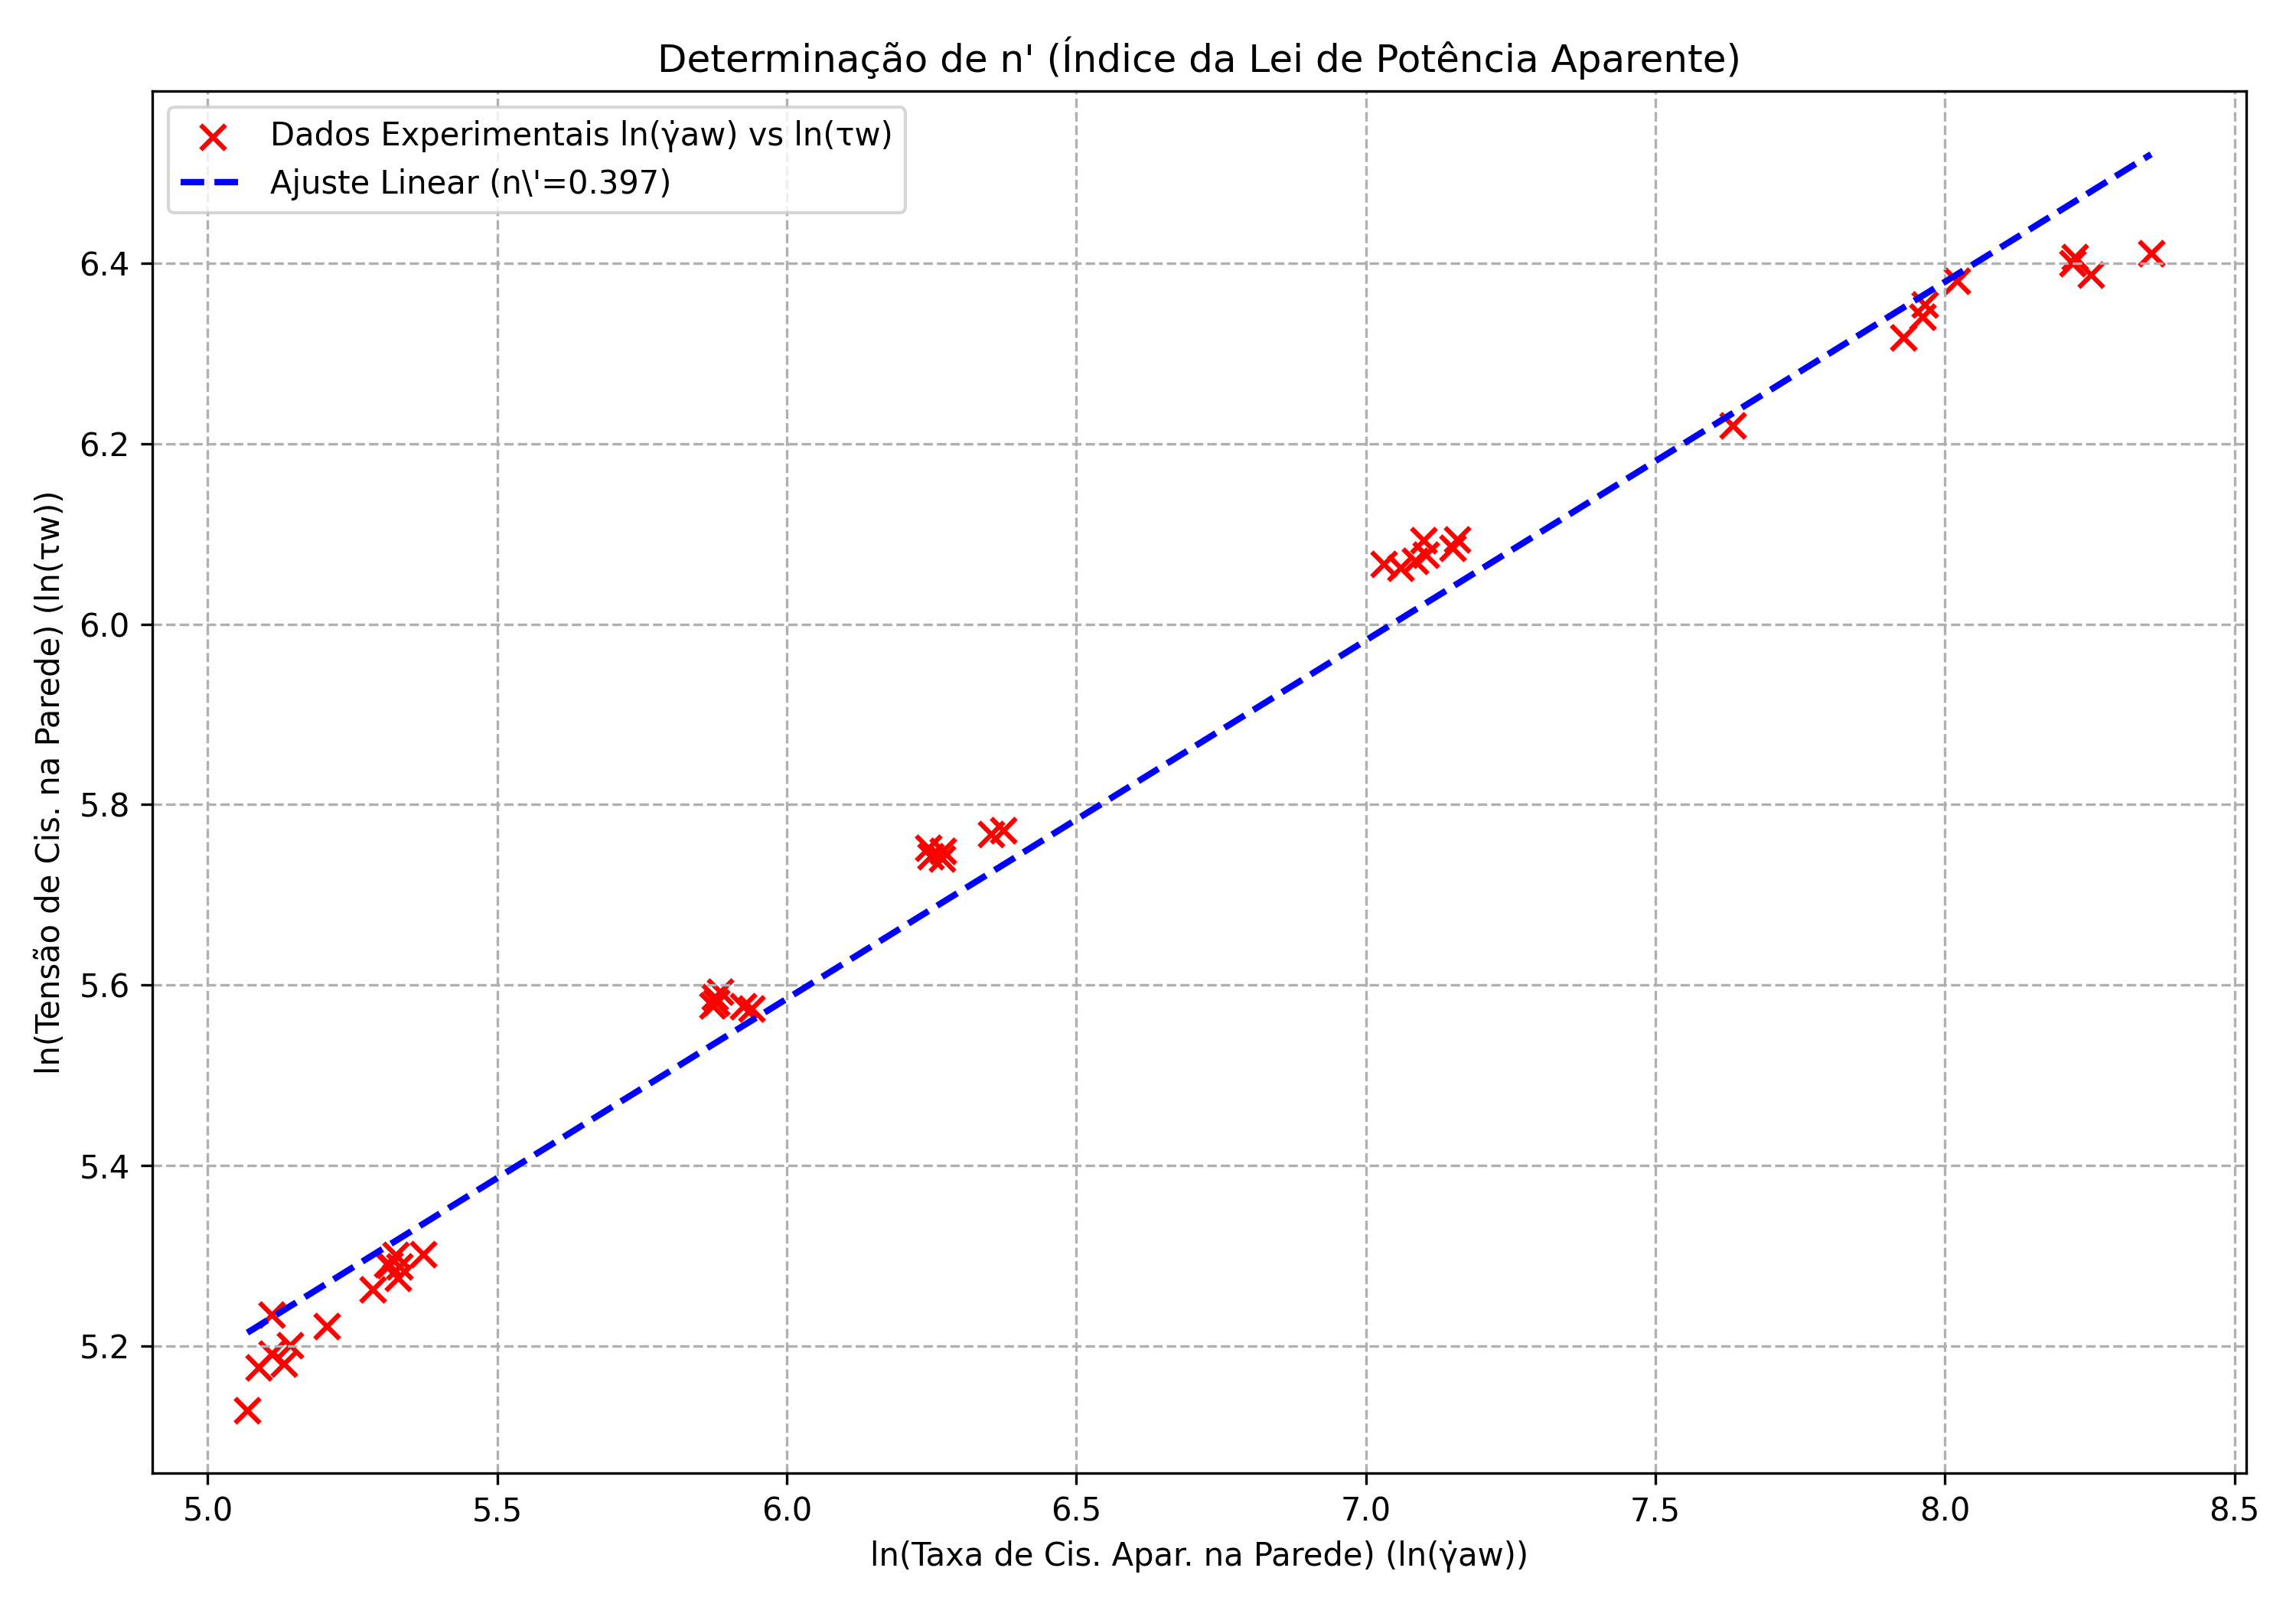 Determinação de n' (Índice da Lei de Potência Aparente)
Dados Experimentais ln(γ̇aw) vs ln(τw)
Ajuste Linear (n\'=0.397)
ln(Tensão de Cis. na Parede) (ln(τw))
6.4
6.2
6.0
5.8
5.6
5.4
5.2
5.0 5.5 6.0 6.5 7.0 7.5 8.0 8.5
ln(Taxa de Cis. Apar. na Parede) (ln(γ̇aw))